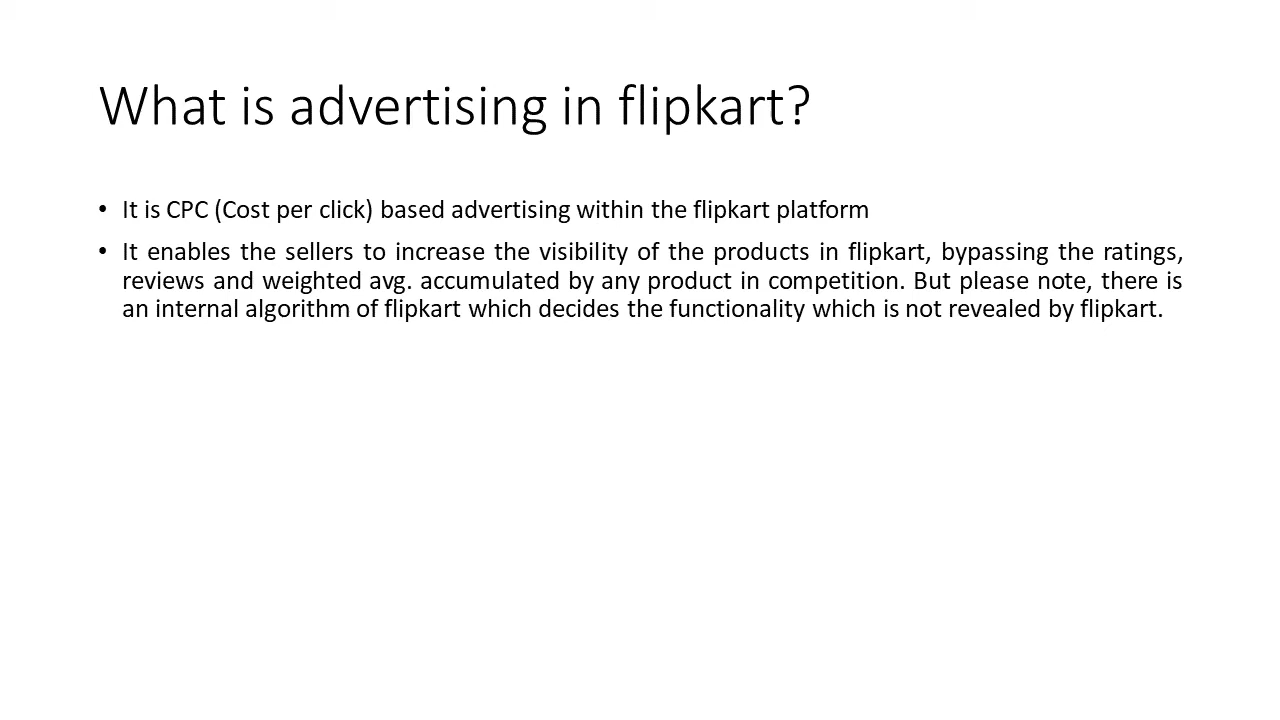 What is advertising in flipkart?
• It is CPC (Cost per click) based advertising within the flipkart platform
• It enables the sellers to increase the visibility of the products in flipkart, bypassing the ratings,
reviews and weighted avg. accumulated by any product in competition. But please note, there is
an internal algorithm of flipkart which decides the functionality which is not revealed by flipkart.